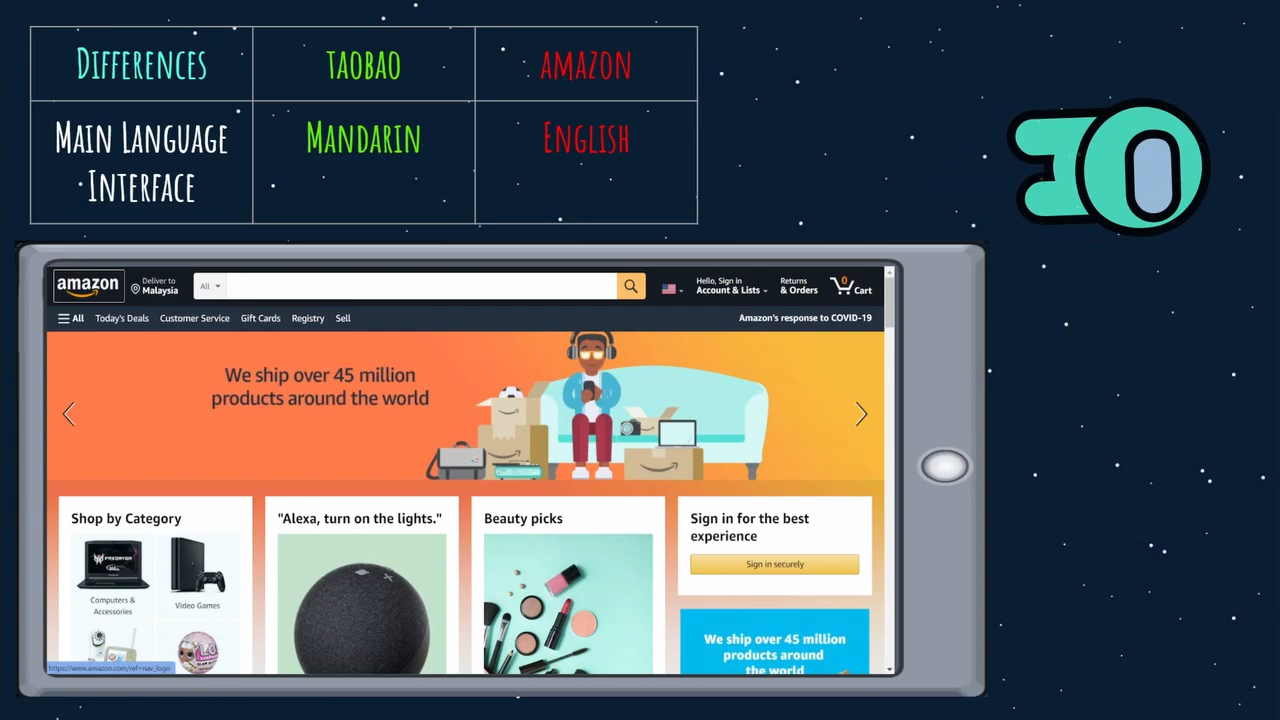 DIFFERENCES
TAOBAO
AMAZON
MAIN LANGUAGE
INTERFACE
MANDARIN
ENGLISH
amazon
Deliver to
Malaysia
All
Hello, Sign in
Account & Lists
Returns
& Orders
0
Cart
All
Today's Deals
Customer Service
Gift Cards
Registry
Sell
Amazon's response to COVID-19
We ship over 45 million
products around the world
Shop by Category
PREDATOR
Computers &
Accessories
Video Games
"Alexa, turn on the lights."
Beauty picks
Sign in for the best
experience
Sign in securely
We ship over 45 million
products around
the world
https://www.amazon.com/ref=nav_logo